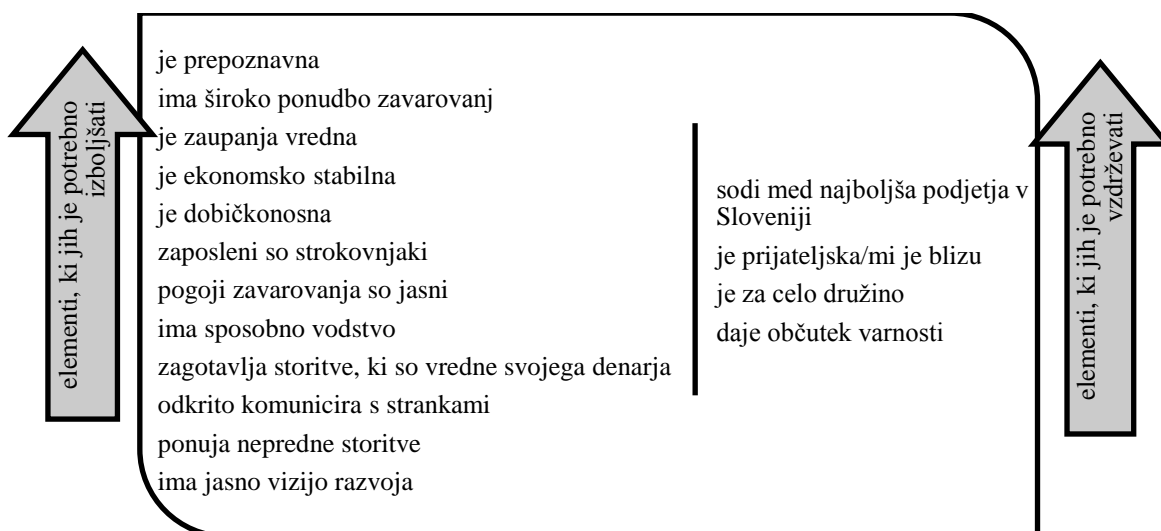 elementi, ki jih je potrebno
izboljšati
je prepoznavna
ima široko ponudbo zavarovanj
je zaupanja vredna
je ekonomsko stabilna
je dobičkonosna
zaposleni so strokovnjaki
pogoji zavarovanja so jasni
ima sposobno vodstvo
zagotavlja storitve, ki so vredne svojega denarja
odkrito komunicira s strankami
ponuja nepredne storitve
ima jasno vizijo razvoja
sodi med najboljša podjetja v
Sloveniji
je prijateljska/mi je blizu
je za celo družino
daje občutek varnosti
elementi, ki jih je potrebno
vzdrževati